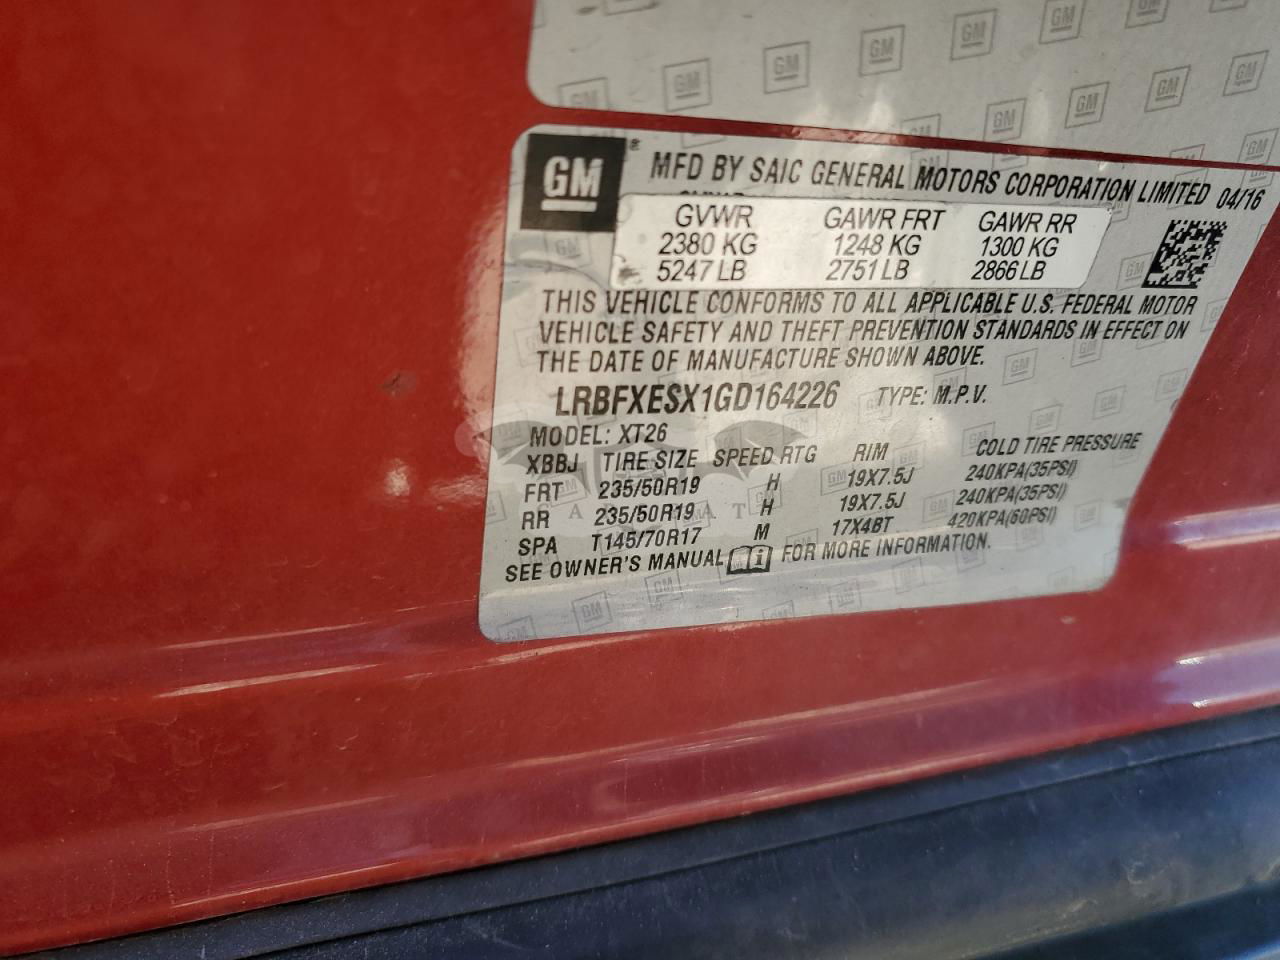 GM® MFD BY SAIC GENERAL MOTORS CORPORATION LIMITED 04/16
GVWR GAWR FRT GAWR RR
2380 KG 1248 KG 1300 KG
5247 LB 2751 LB 2866 LB
THIS VEHICLE CONFORMS TO ALL APPLICABLE U.S. FEDERAL MOTOR
VEHICLE SAFETY AND THEFT PREVENTION STANDARDS IN EFFECT ON
THE DATE OF MANUFACTURE SHOWN ABOVE.
LRBFXESX1GD164226 TYPE: M.P.V.
MODEL: XT26
XBBJ TIRE SIZE SPEED RTG RIM COLD TIRE PRESSURE
FRT 235/50R19 H 19X7.5J 240KPA(35PSI)
RR 235/50R19 H 19X7.5J 240KPA(35PSI)
SPA T145/70R17 M 17X4BT 420KPA(60PSI)
SEE OWNER'S MANUAL FOR MORE INFORMATION.